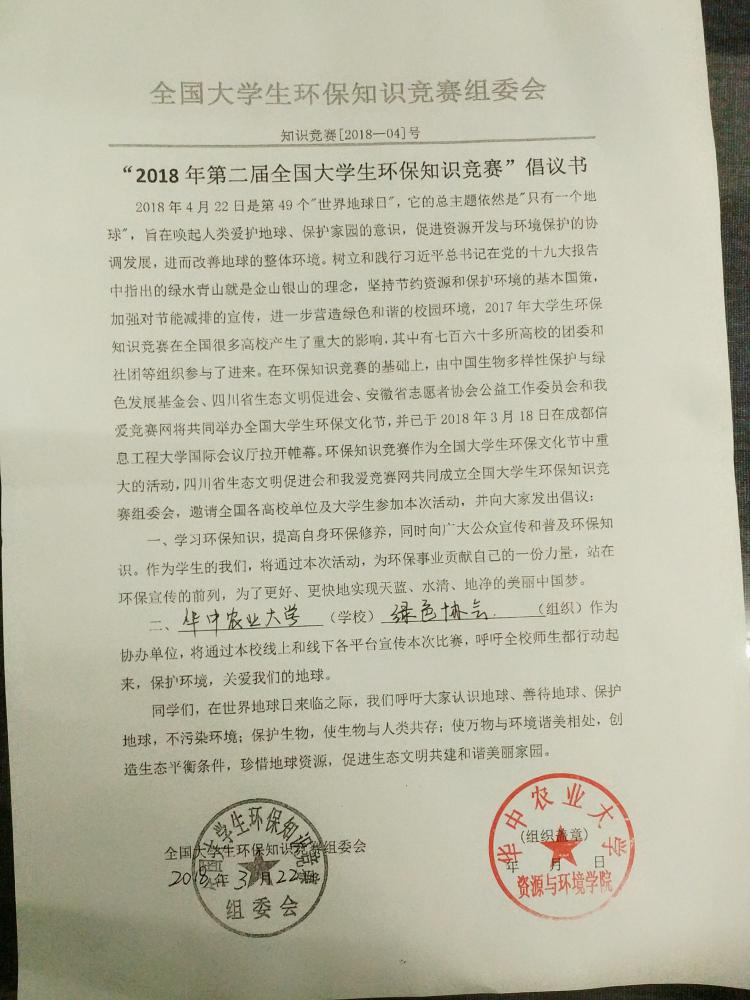 全国大学生环保知识竞赛组委会
知识竞赛[2018—04]号
“2018 年第二届全国大学生环保知识竞赛”倡议书
2018 年 4 月 22 日是第 49 个"世界地球日"，它的总主题依然是"只有一个地
球"，旨在唤起人类爱护地球、保护家园的意识，促进资源开发与环境保护的协
调发展，进而改善地球的整体环境。树立和践行习近平总书记在党的十九大报告
中指出的绿水青山就是金山银山的理念，坚持节约资源和保护环境的基本国策，
加强对节能减排的宣传，进一步营造绿色和谐的校园环境，2017 年大学生环保
知识竞赛在全国很多高校产生了重大的影响，其中有七百六十多所高校的团委和
社团等组织参与了进来。在环保知识竞赛的基础上，由中国生物多样性保护与绿
色发展基金会、四川省生态文明促进会、安徽省志愿者协会公益工作委员会和我
爱竞赛网将共同举办全国大学生环保文化节，并已于 2018 年 3 月 18 日在成都信
息工程大学国际会议厅拉开帷幕。环保知识竞赛作为全国大学生环保文化节中重
大的活动，四川省生态文明促进会和我爱竞赛网共同成立全国大学生环保知识竞
赛组委会，邀请全国各高校单位及大学生参加本次活动，并向大家发出倡议：
一、学习环保知识，提高自身环保修养，同时向广大公众宣传和普及环保知
识。作为学生的我们，将通过本次活动，为环保事业贡献自己的一份力量，站在
环保宣传的前列，为了更好、更快地实现天蓝、水清、地净的美丽中国梦。
二、华中农业大学（学校）绿色协会（组织）作为
协办单位，将通过本校线上和线下各平台宣传本次比赛，呼吁全校师生都行动起
来，保护环境，关爱我们的地球。
同学们，在世界地球日来临之际，我们呼吁大家认识地球、善待地球、保护
地球，不污染环境；保护生物，使生物与人类共存；使万物与环境谐美相处，创
造生态平衡条件，珍惜地球资源，促进生态文明共建和谐美丽家园。
全国大学生环保知识竞赛组委会
2018 年 3 月 22 日
全国大学生环保知识竞赛
组委会
（组织盖章）
年 月 日
华中农业大学
资源与环境学院